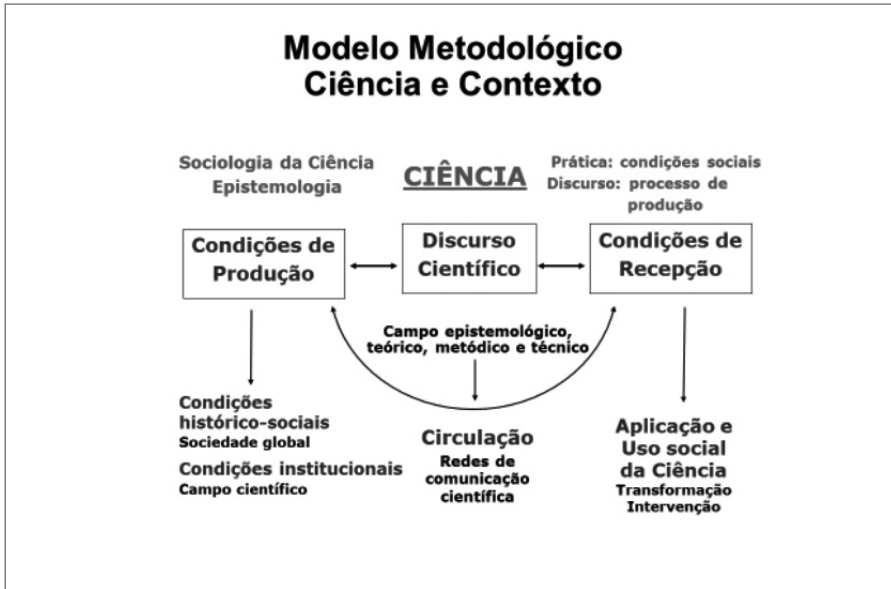 Modelo Metodológico
Ciência e Contexto
Sociologia da Ciência
Epistemologia
CIÊNCIA
Prática: condições sociais
Discurso: processo de
produção
Condições de
Produção
Discurso
Científico
Condições de
Recepção
Campo epistemológico,
teórico, metódico e técnico
Condições
histórico-sociais
Sociedade global
Condições institucionais
Campo científico
Circulação
Redes de
comunicação
científica
Aplicação e
Uso social
da Ciência
Transformação
Intervenção